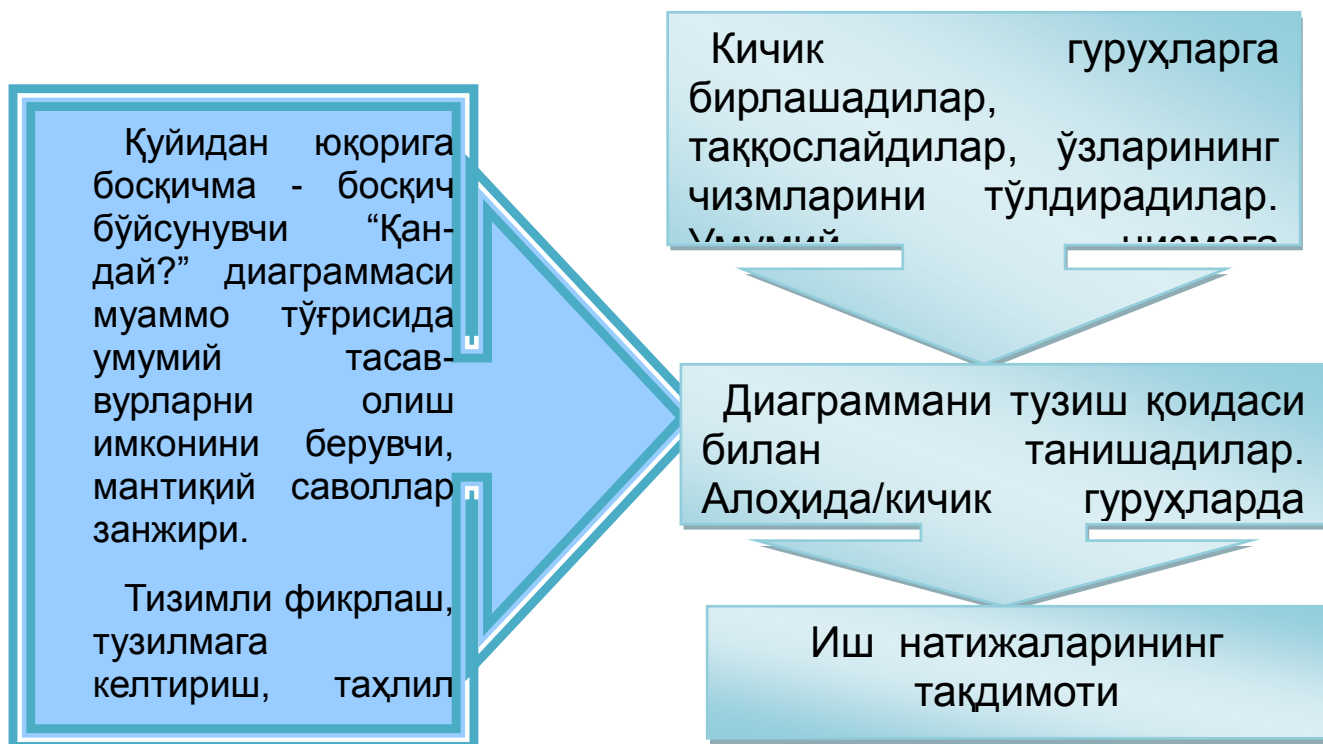 Қуйидан юқорига
босқичма - босқич
бўйсунувчи “Қан-
дай?” диаграммаси
муаммо тўғрисида
умумий тасав-
вурларни олиш
имконини берувчи,
мантиқий саволлар
занжири.
Тизимли фикрлаш,
тузилмага
келтириш, таҳлил
Кичик гуруҳларга
бирлашадилар,
таққослайдилар, ўзларининг
чизмларини тўлдирадилар.
Умумий чизмага
Диаграммани тузиш қоидаси
билан танишадилар.
Алоҳида/кичик гуруҳларда
Иш натижаларининг
тақдимоти